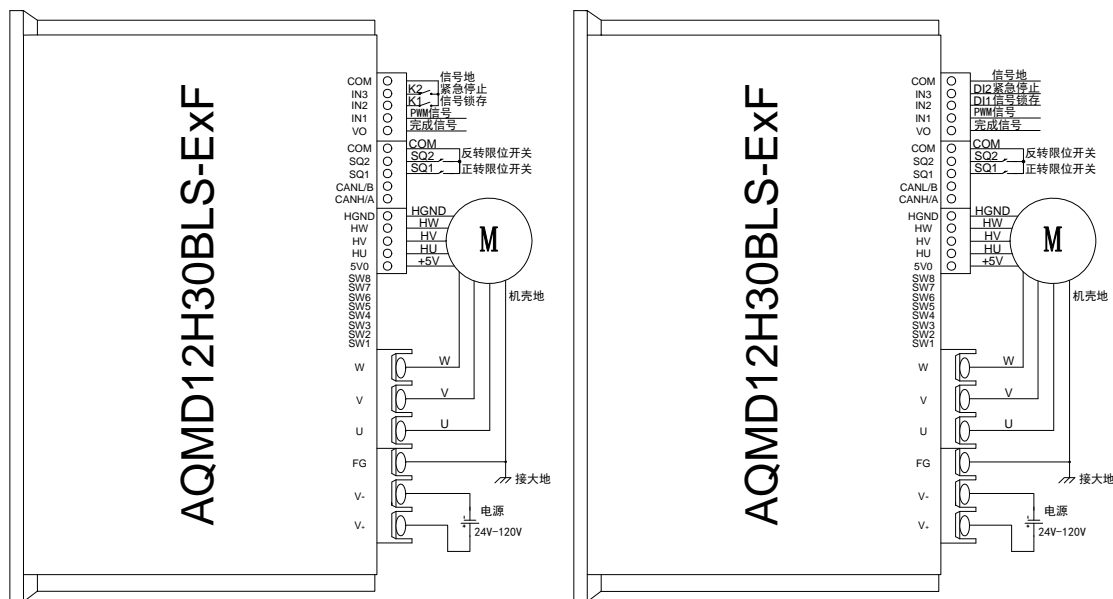 AQMD12H30BLS-ExF
COM
IN3
IN2
IN1
VO
COM
SQ2
SQ1
CANL/B
CANH/A
HGND
HW
HV
HU
5V0
SW8
SW7
SW6
SW5
SW4
SW3
SW2
SW1
W
V
U
FG
V-
V+
信号地
K2 紧急停止
K1 信号锁存
PWM信号
完成信号
COM
SQ2
SQ1
反转限位开关
正转限位开关
HGND
HW
HV
HU
+5V
M
机壳地
W
V
U
接大地
电源
24V-120V
AQMD12H30BLS-ExF
COM
IN3
IN2
IN1
VO
COM
SQ2
SQ1
CANL/B
CANH/A
HGND
HW
HV
HU
5V0
SW8
SW7
SW6
SW5
SW4
SW3
SW2
SW1
W
V
U
FG
V-
V+
信号地
DI2紧急停止
DI1信号锁存
PWM信号
完成信号
COM
SQ2
SQ1
反转限位开关
正转限位开关
HGND
HW
HV
HU
+5V
M
机壳地
W
V
U
接大地
电源
24V-120V